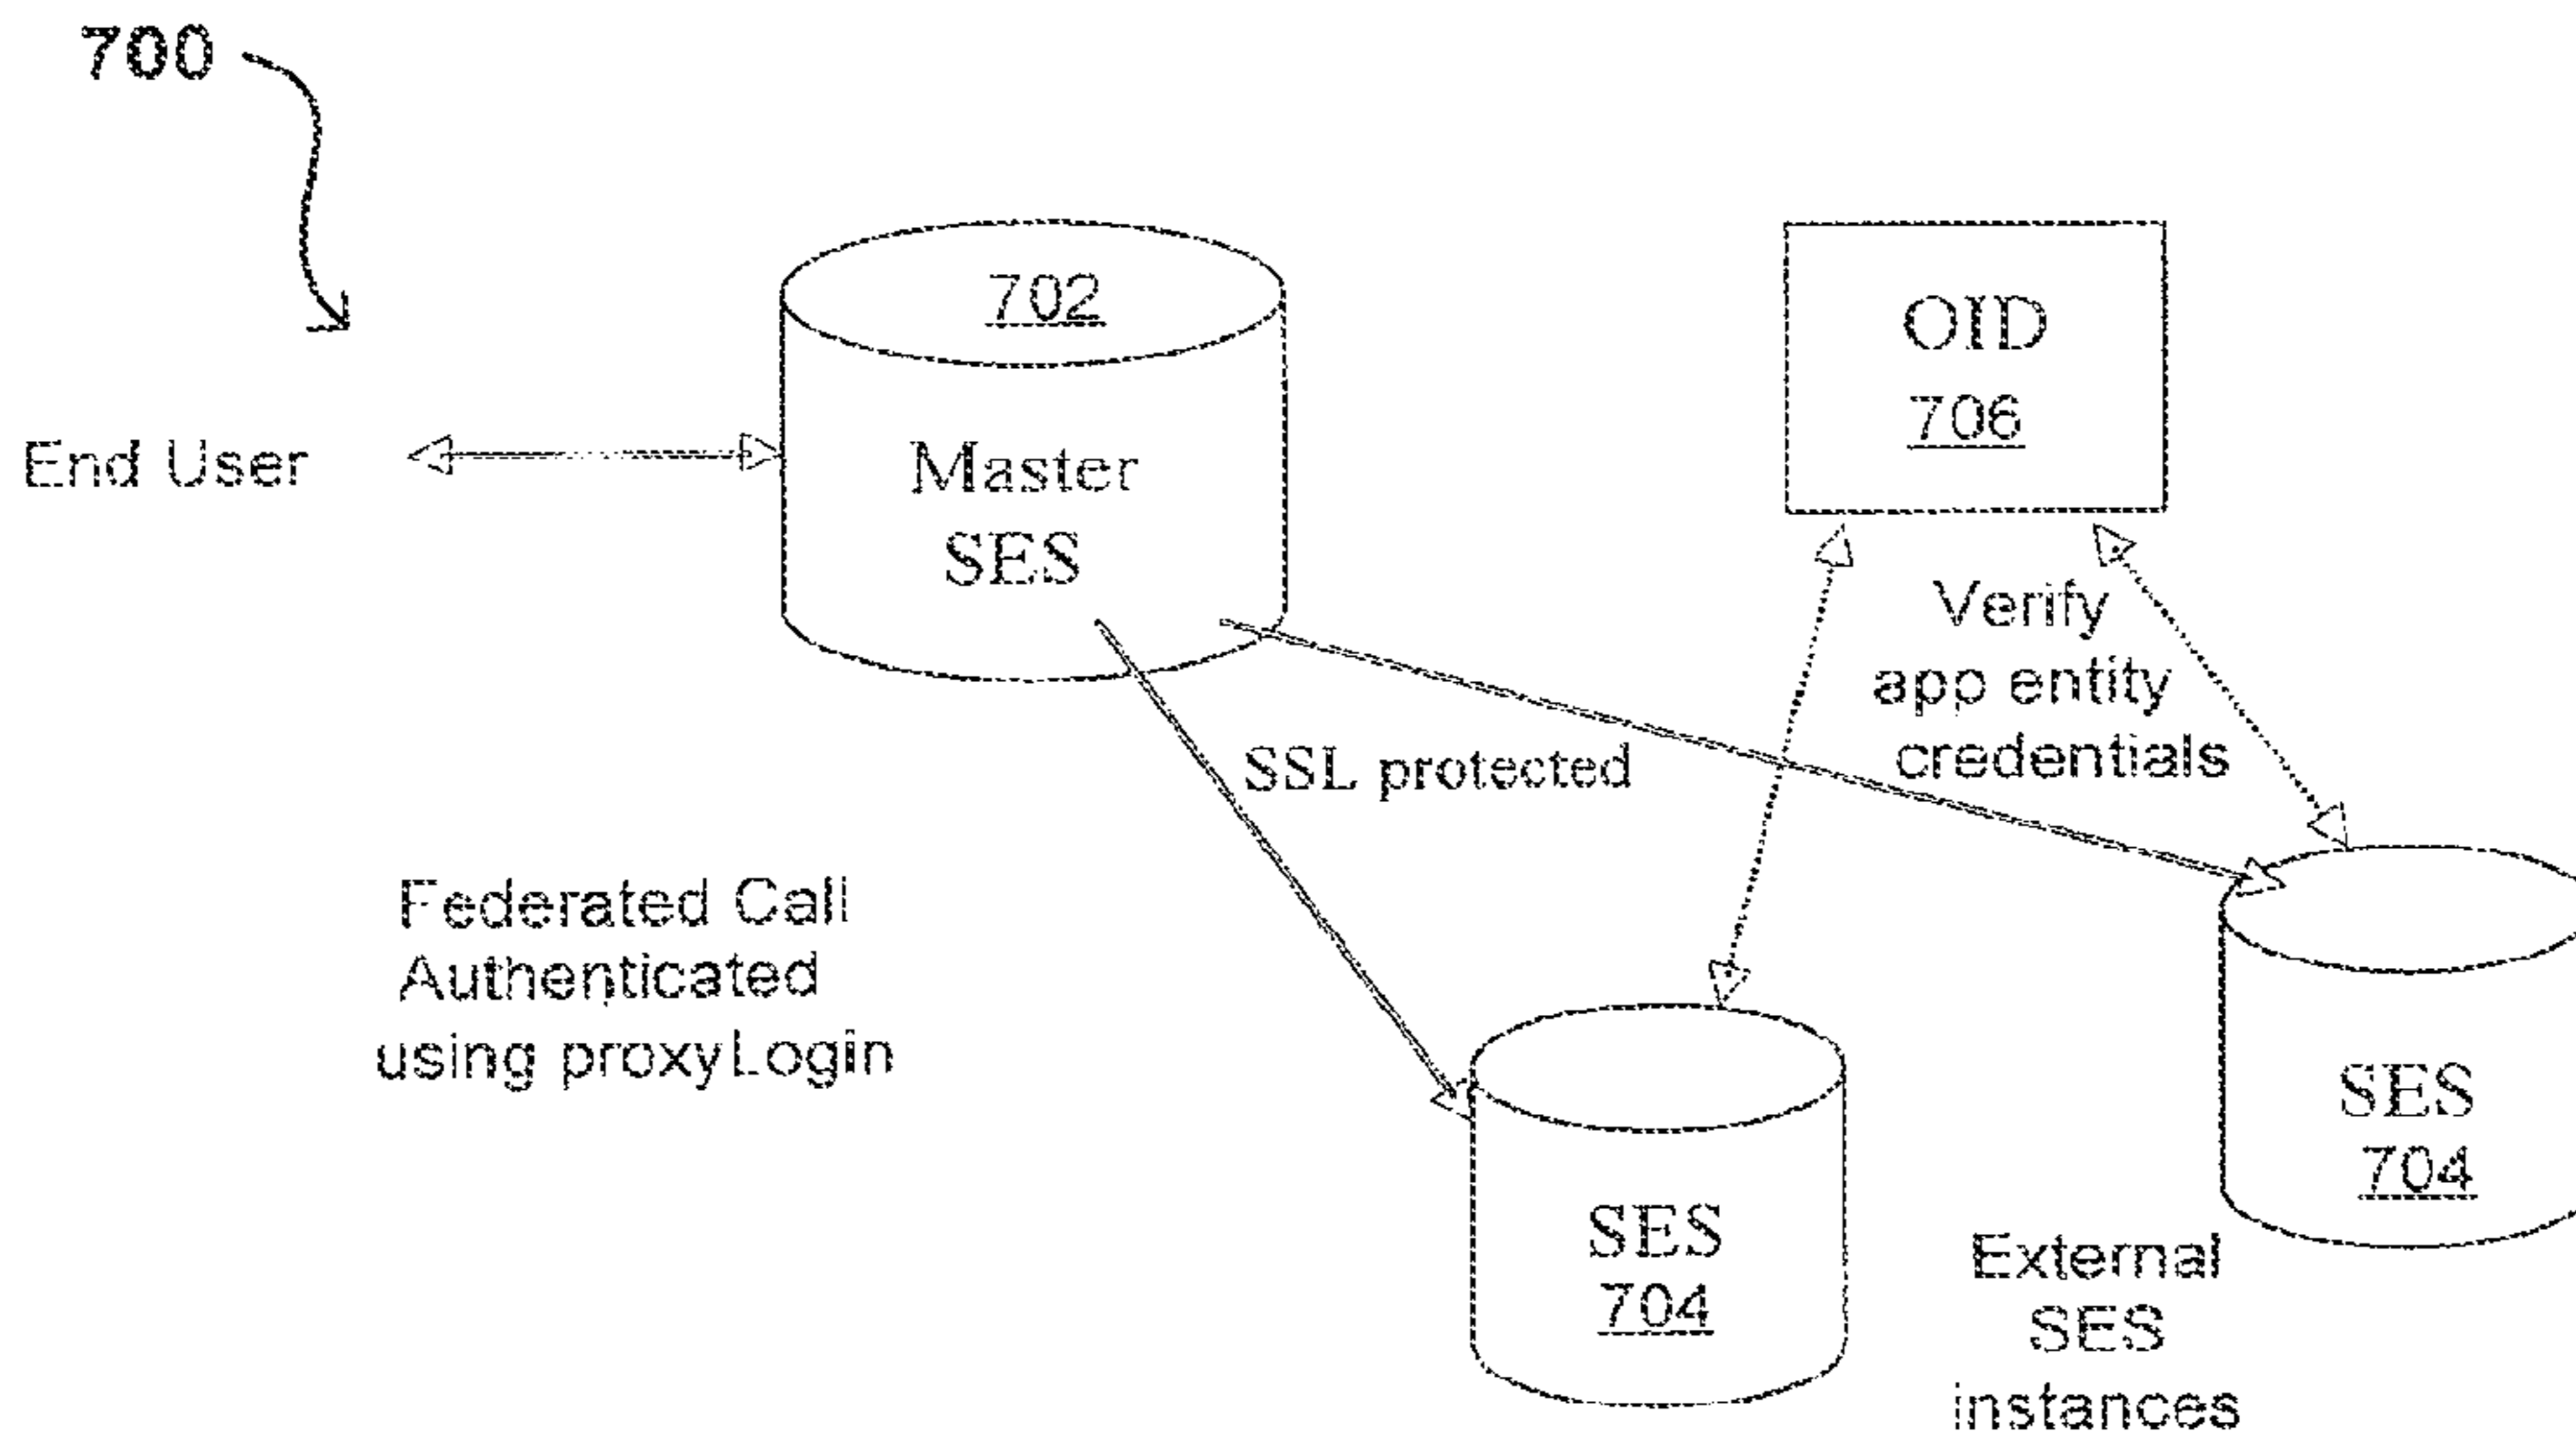 700
702
Master
SES
End User
OID
706
Verify
app entity
credentials
SSL protected
Federated Call
Authenticated
using proxyLogin
SES
704
SES
704
External
SES
instances